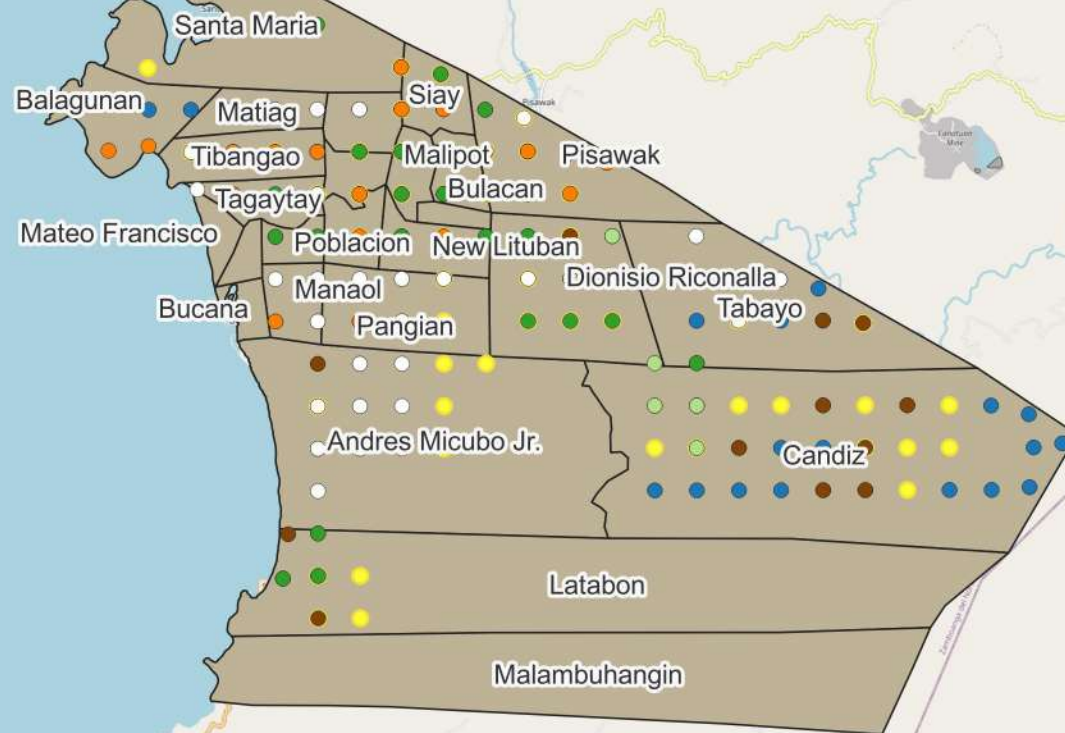 Santa Maria
Siay
Balagunan
Matiag
Pisawak
Tibangao
Malipot
Pisawak
Bulacan
Tagaytay
Mateo Francisco
Poblacion
New Lituban
Dionisio Riconalla
Manaol
Bucana
Pangian
Tabayo
Andres Micubo Jr.
Candiz
Latabon
Malambuhangin